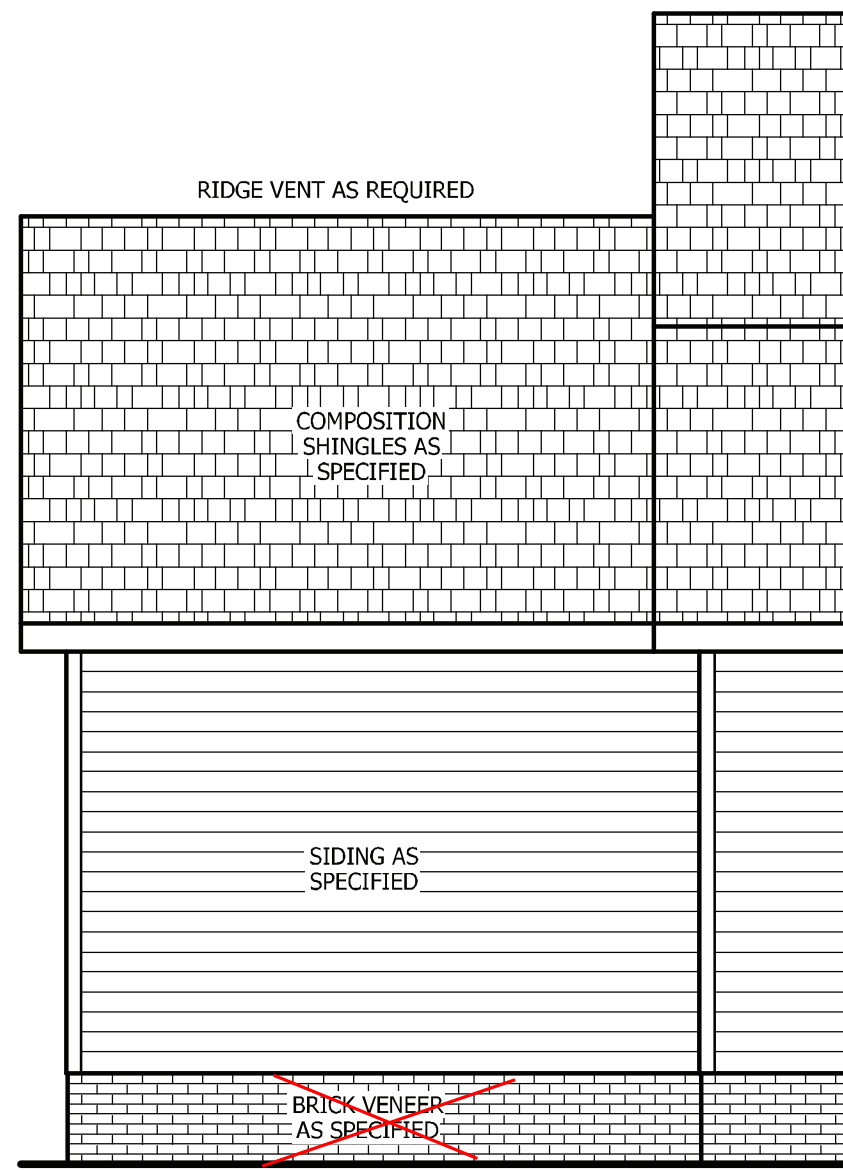 RIDGE VENT AS REQUIRED
COMPOSITION
SHINGLES AS
SPECIFIED
SIDING AS
SPECIFIED
BRICK VENEER
AS SPECIFIED